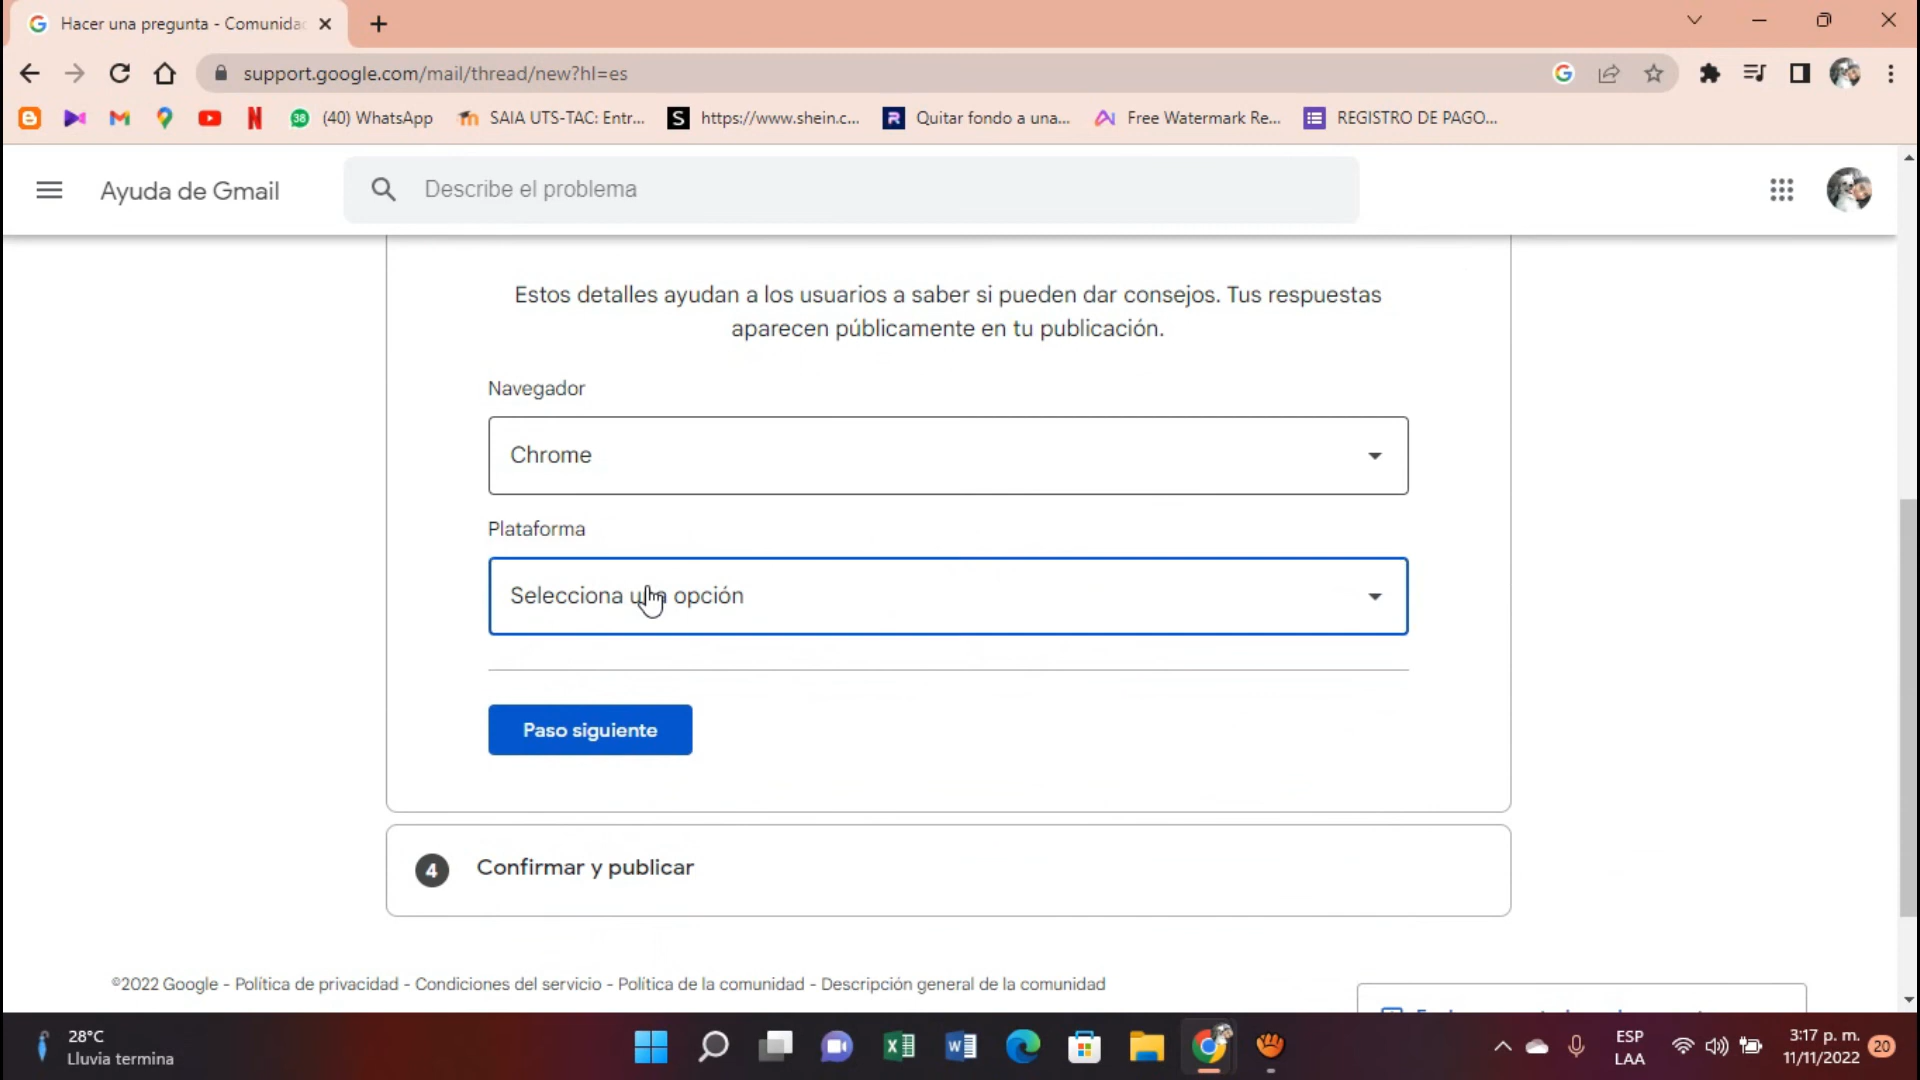 Hacer una pregunta - Comunida
support.google.com/mail/thread/new?hl=es
(40) WhatsApp
SAIA UTS-TAC: Entr...
https://www.shein.c...
Quitar fondo a una...
Free Watermark Re...
REGISTRO DE PAGO...
Ayuda de Gmail
Describe el problema
Estos detalles ayudan a los usuarios a saber si pueden dar consejos. Tus respuestas
aparecen públicamente en tu publicación.
Navegador
Chrome
Plataforma
Selecciona una opción
Paso siguiente
4 Confirmar y publicar
©2022 Google - Política de privacidad - Condiciones del servicio - Política de la comunidad - Descripción general de la comunidad
28°C
Lluvia termina
ESP
LAA
3:17 p. m.
11/11/2022
20